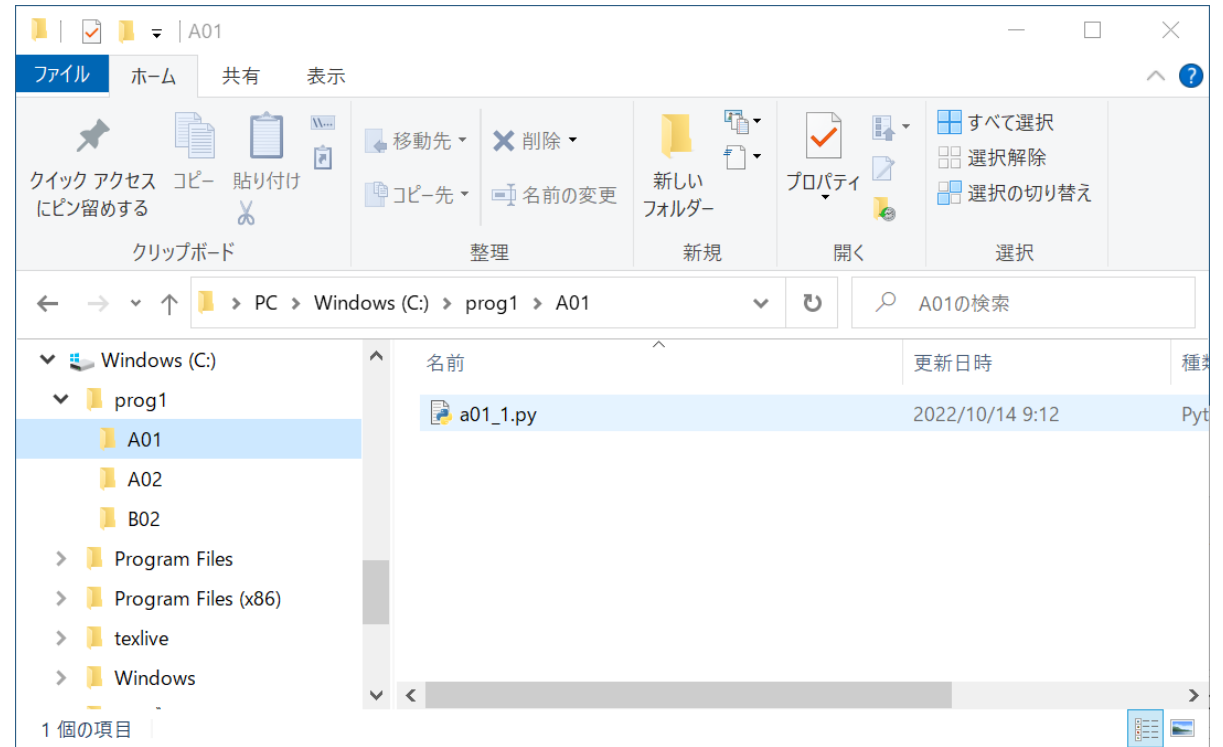 A01
ファイル ホーム 共有 表示
クイック アクセス
にピン留めする
コピー
貼り付け
移動先
コピー先
削除
名前の変更
新しい
フォルダー
プロパティ
すべて選択
選択解除
選択の切り替え
クリップボード 整理 新規 開く 選択
PC > Windows (C:) > prog1 > A01
A01の検索
Windows (C:)
prog1
A01
A02
B02
Program Files
Program Files (x86)
texlive
Windows
名前 更新日時
a01_1.py 2022/10/14 9:12 Pyt
1 個の項目